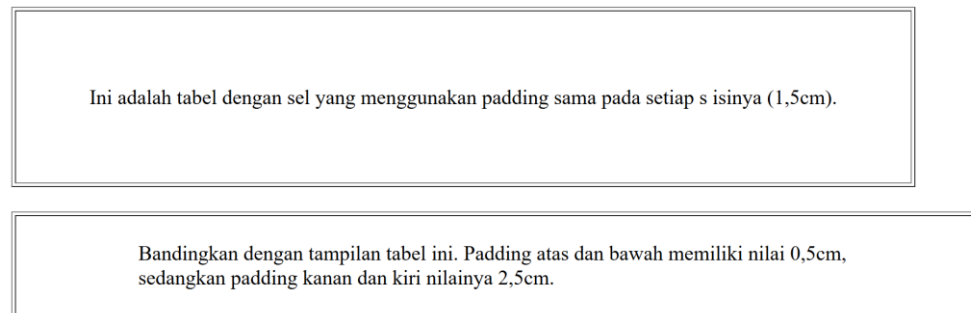 Ini adalah tabel dengan sel yang menggunakan padding sama pada setiap s isinya (1,5cm).
Bandingkan dengan tampilan tabel ini. Padding atas dan bawah memiliki nilai 0,5cm,
sedangkan padding kanan dan kiri nilainya 2,5cm.